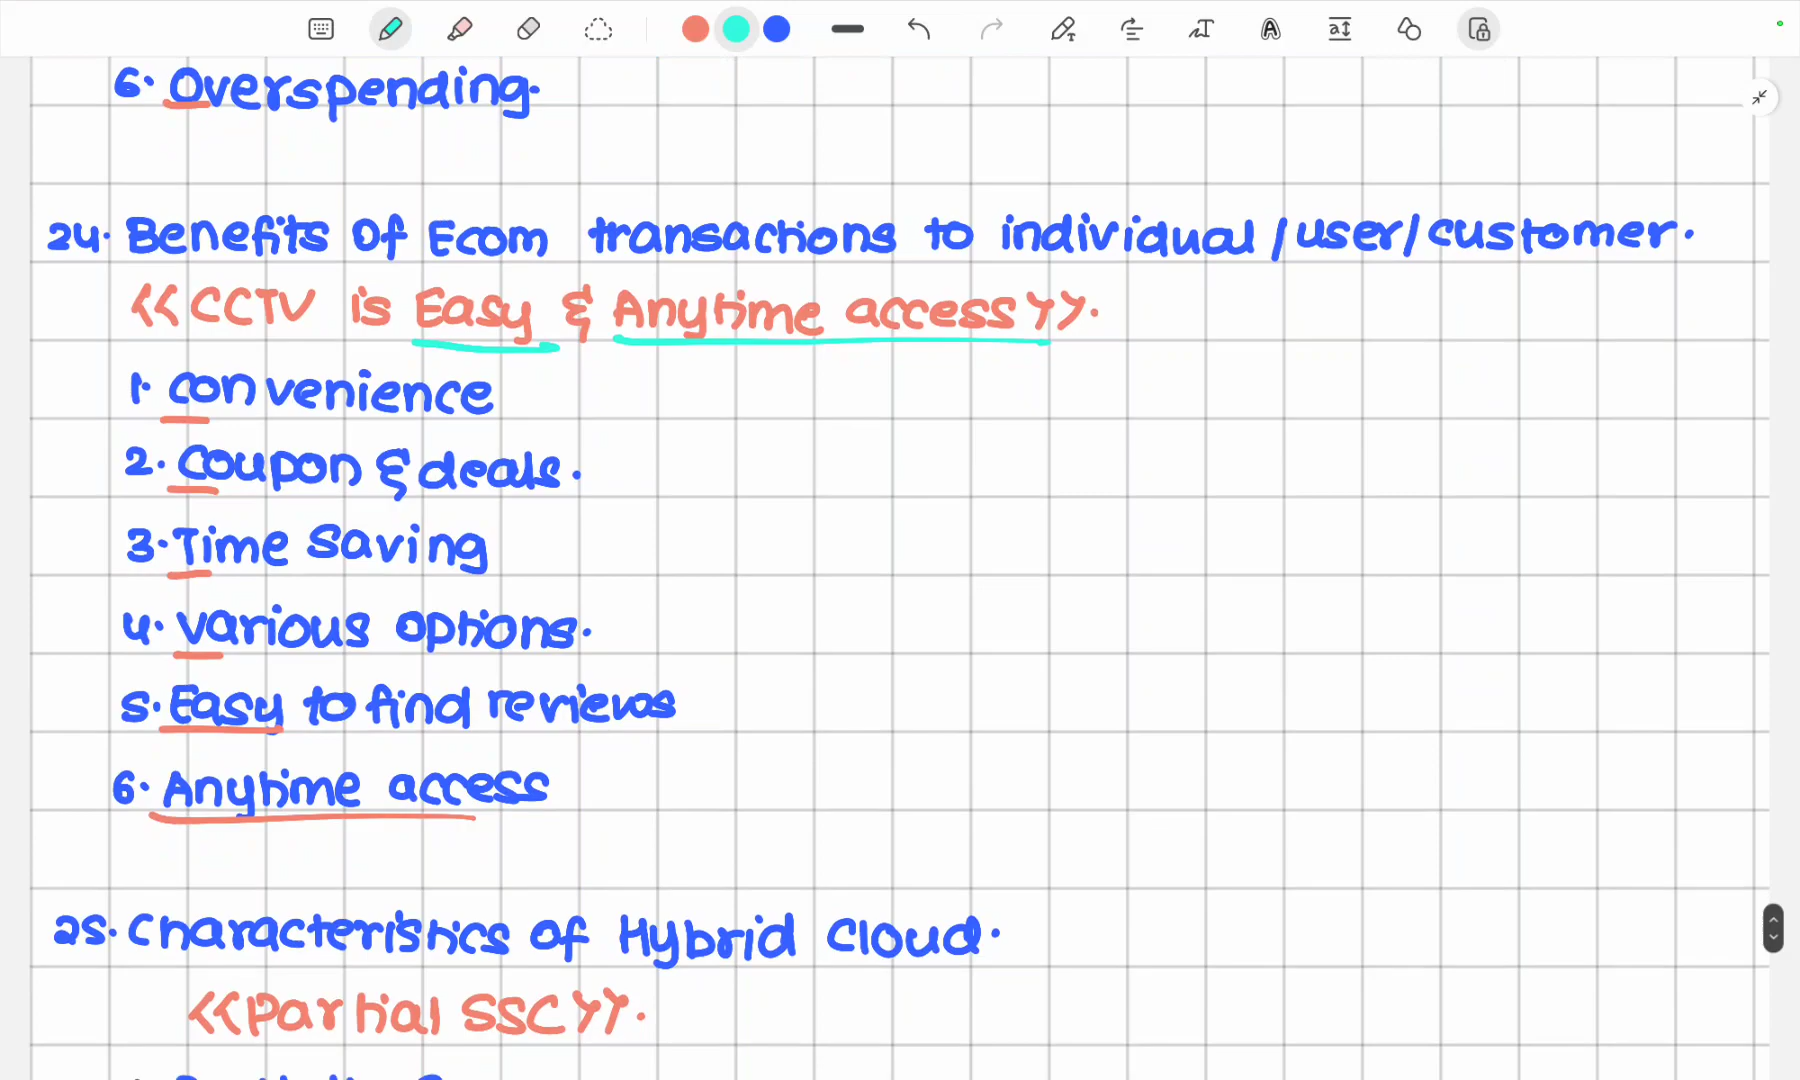 6. Overspending.
24. Benefits Of Ecom transactions to individual/user/customer.
<<CCTV is Easy & Anytime access>>.
1. Convenience
2. Coupon & deals.
3. Time Saving
4. Various options.
5. Easy to find reviews
6. Anytime access
25. Characteristics of Hybrid Cloud.
<<Partial SSC>>.